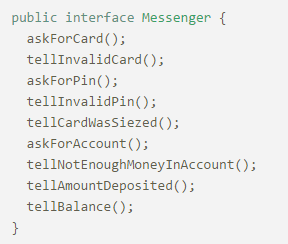 public interface Messenger {
  askForCard();
  tellInvalidCard();
  askForPin();
  tellInvalidPin();
  tellCardWasSiezed();
  askForAccount();
  tellNotEnoughMoneyInAccount();
  tellAmountDeposited();
  tellBalance();
}